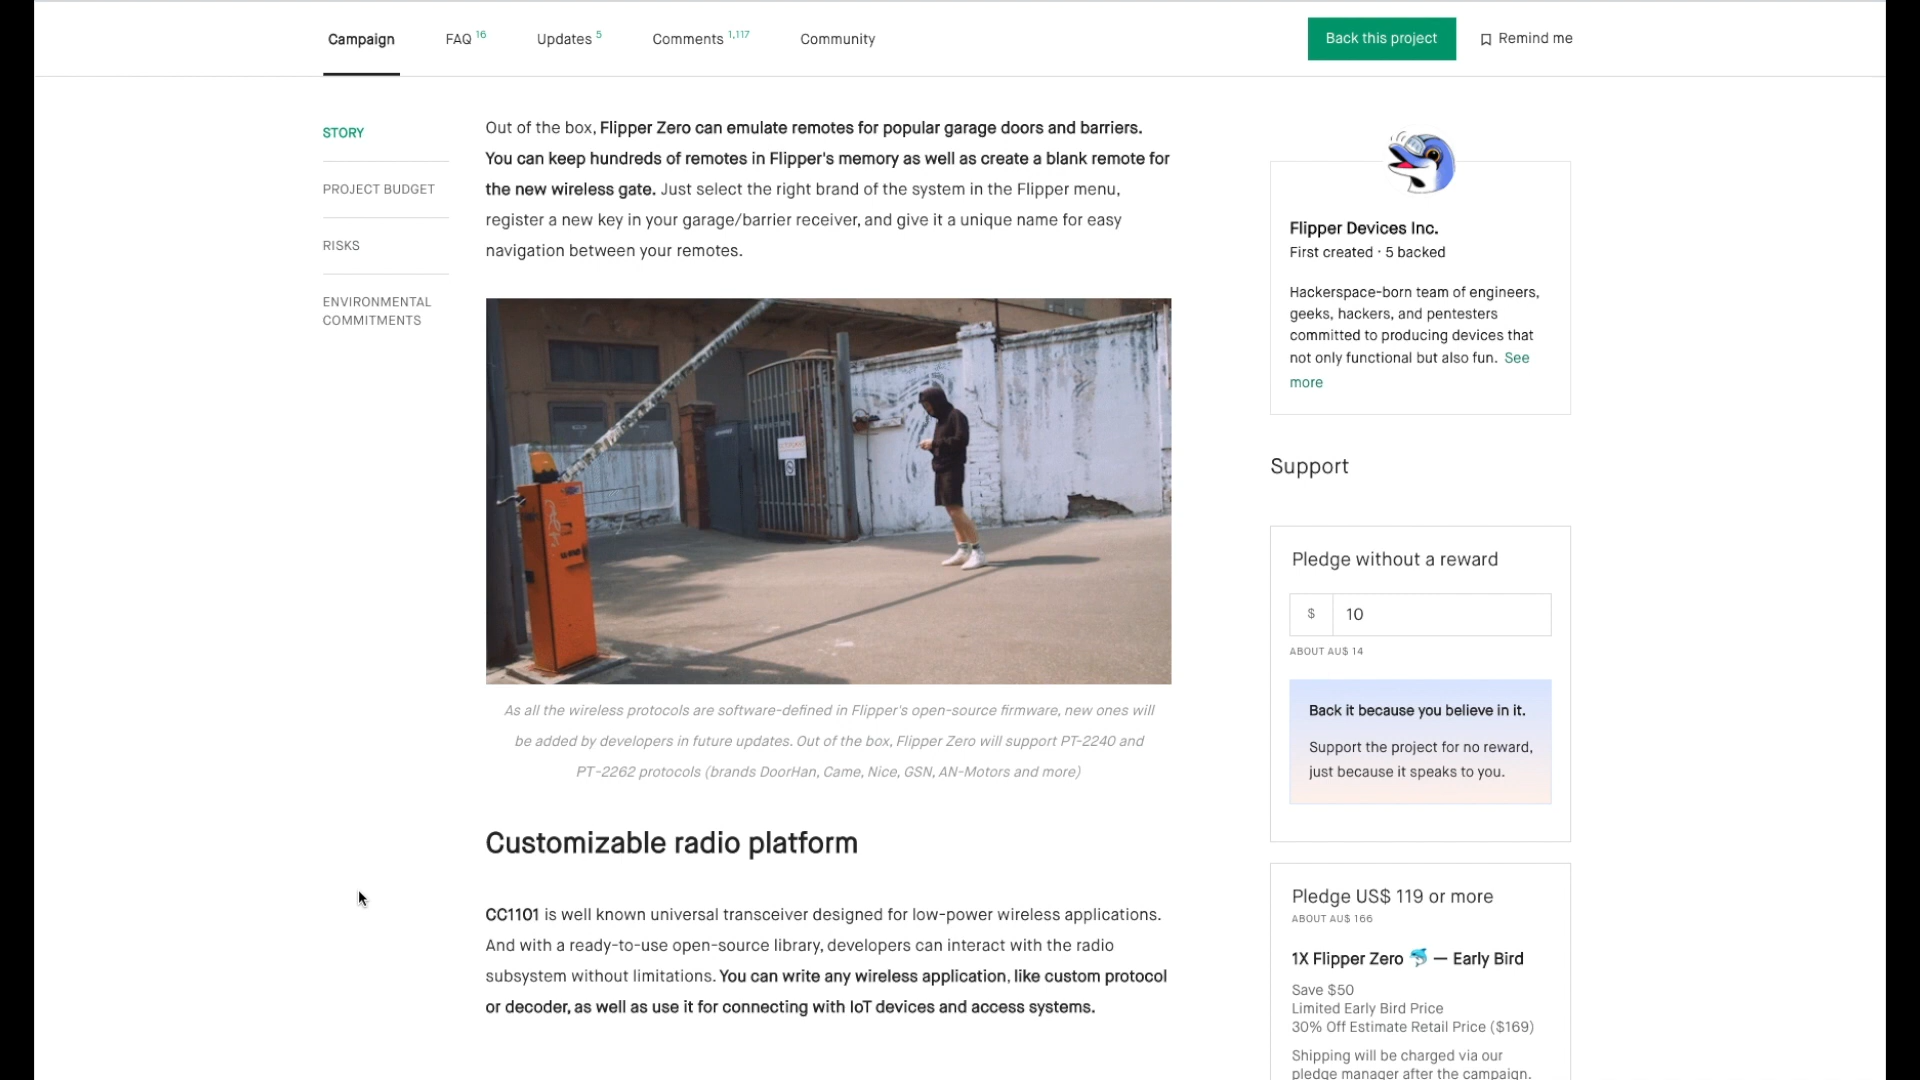 Campaign
FAQ 16
Updates 5
Comments 1,117
Community
Back this project
Remind me
STORY
PROJECT BUDGET
RISKS
ENVIRONMENTAL
COMMITMENTS
Out of the box, Flipper Zero can emulate remotes for popular garage doors and barriers.
You can keep hundreds of remotes in Flipper's memory as well as create a blank remote for
the new wireless gate. Just select the right brand of the system in the Flipper menu,
register a new key in your garage/barrier receiver, and give it a unique name for easy
navigation between your remotes.
As all the wireless protocols are software-defined in Flipper's open-source firmware, new ones will
be added by developers in future updates. Out of the box, Flipper Zero will support PT-2240 and
PT-2262 protocols (brands DoorHan, Came, Nice, GSN, AN-Motors and more)
Customizable radio platform
CC1101 is well known universal transceiver designed for low-power wireless applications.
And with a ready-to-use open-source library, developers can interact with the radio
subsystem without limitations. You can write any wireless application, like custom protocol
or decoder, as well as use it for connecting with IoT devices and access systems.
Flipper Devices Inc.
First created · 5 backed
Hackerspace-born team of engineers,
geeks, hackers, and pentesters
committed to producing devices that
not only functional but also fun. See
more
Support
Pledge without a reward
$ 10
ABOUT AU$ 14
Back it because you believe in it.
Support the project for no reward,
just because it speaks to you.
Pledge US$ 119 or more
ABOUT AU$ 166
1X Flipper Zero 🐬 — Early Bird
Save $50
Limited Early Bird Price
30% Off Estimate Retail Price ($169)
Shipping will be charged via our
pledge manager after the campaign.